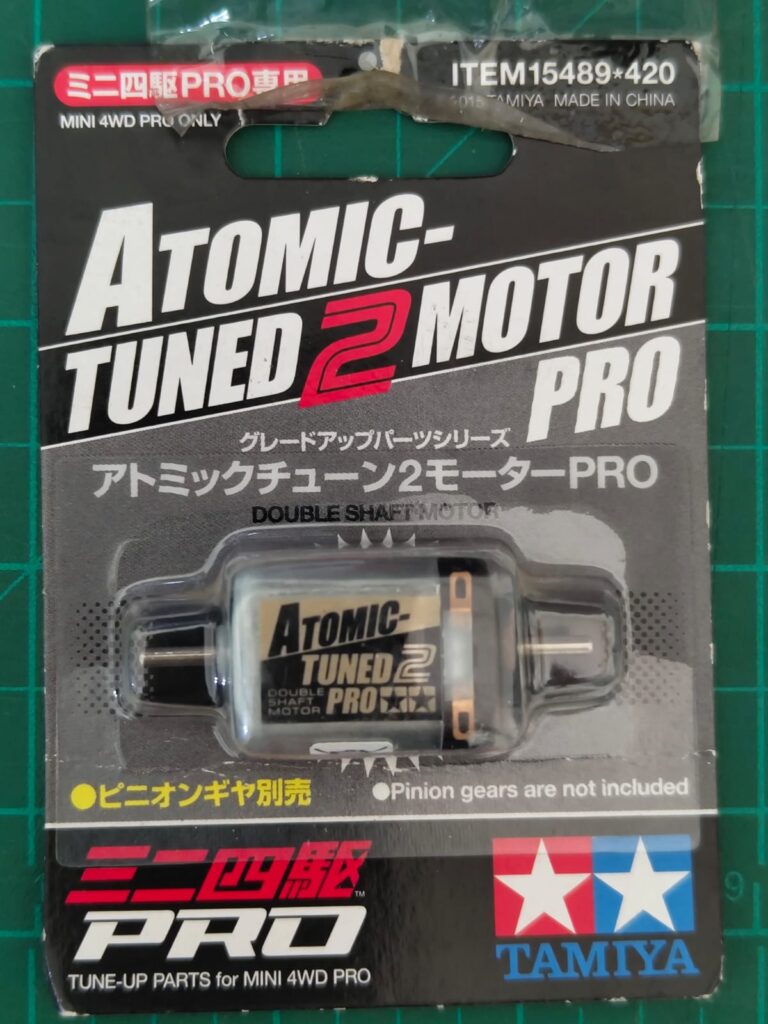 ミニ四駆PRO専用
MINI 4WD PRO ONLY
ITEM15489*420
2015 TAMIYA MADE IN CHINA
ATOMIC-
TUNED 2 MOTOR
PRO
グレードアップパーツシリーズ
アトミックチューン2モーターPRO
DOUBLE SHAFT MOTOR
ATOMIC-
TUNED 2
DOUBLE
SHAFT
MOTOR
PRO
●ピニオンギヤ別売
●Pinion gears are not included
ミニ四駆™
PRO
TUNE-UP PARTS for MINI 4WD PRO
TAMIYA
9